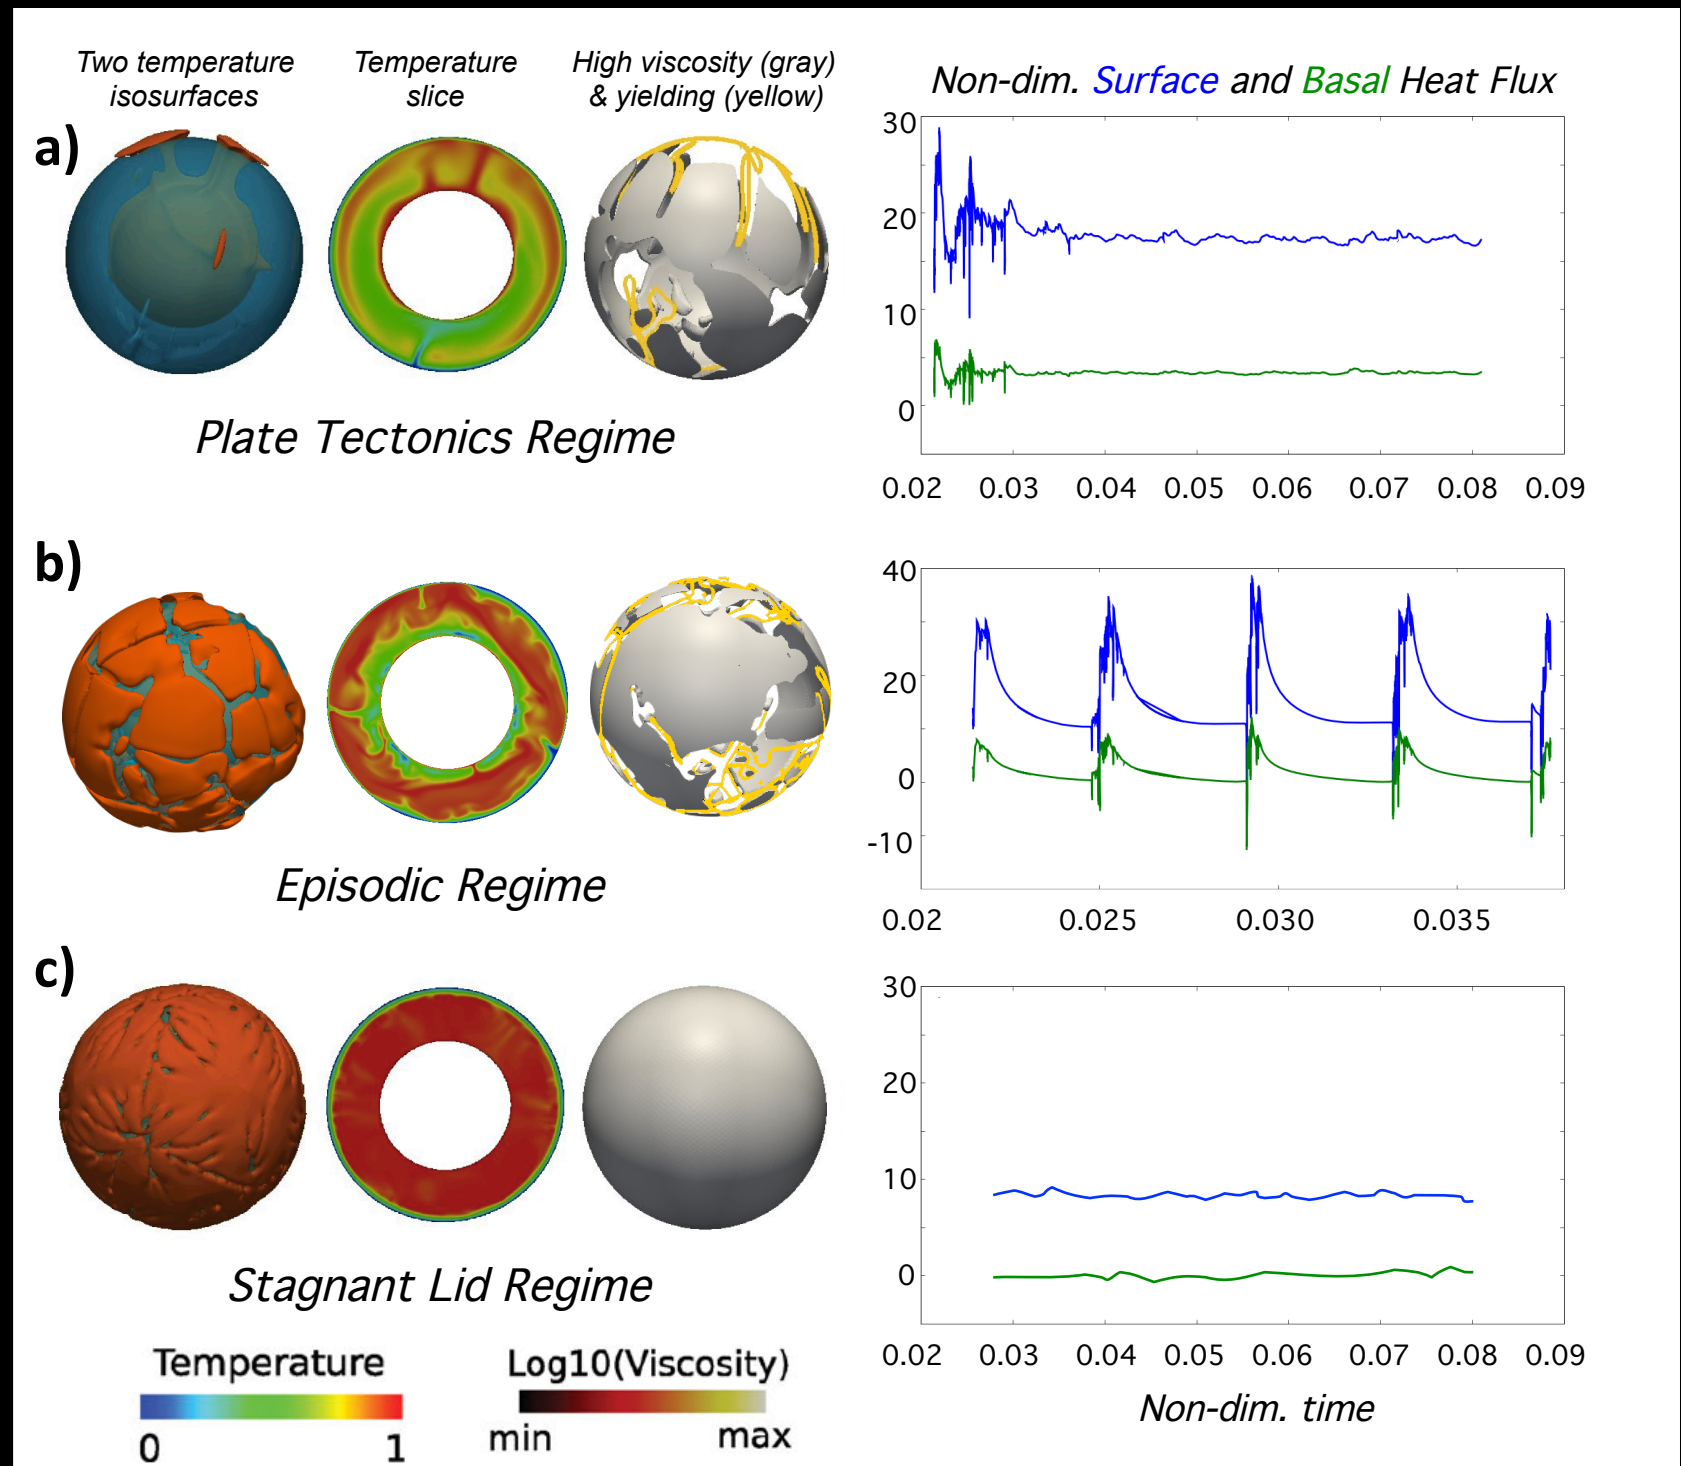 Two temperature
isosurfaces
Temperature
slice
High viscosity (gray)
& yielding (yellow)
Non-dim. Surface and Basal Heat Flux
a)
30
20
10
0
0.02 0.03 0.04 0.05 0.06 0.07 0.08 0.09
Plate Tectonics Regime
b)
40
20
0
-10
0.02 0.025 0.030 0.035
Episodic Regime
c)
30
20
10
0
0.02 0.03 0.04 0.05 0.06 0.07 0.08 0.09
Non-dim. time
Stagnant Lid Regime
Temperature
0 1
Log10(Viscosity)
min max